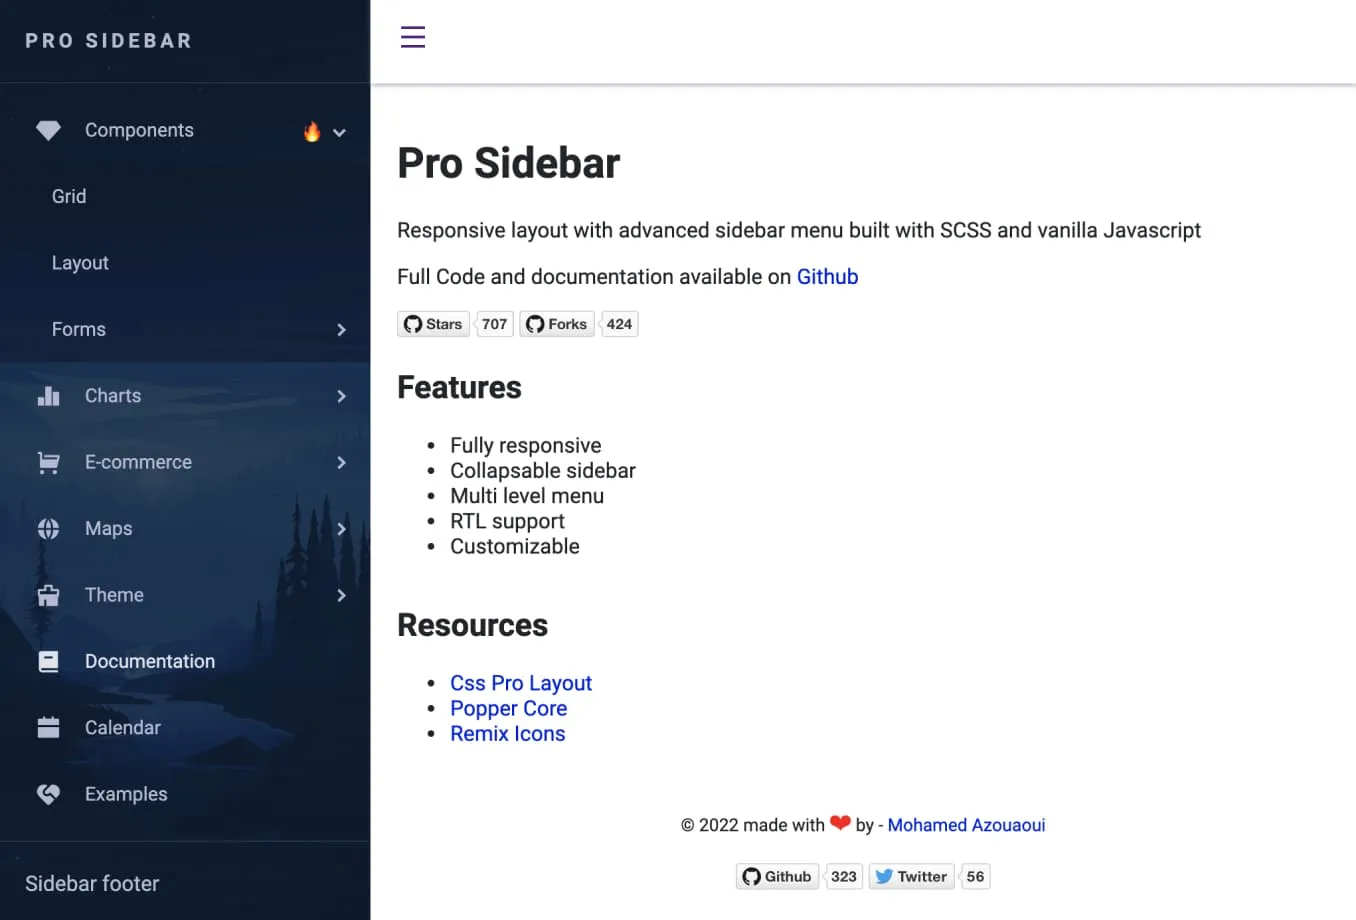 PRO SIDEBAR
Components
Grid
Layout
Forms
Charts
E-commerce
Maps
Theme
Documentation
Calendar
Examples
Sidebar footer
Pro Sidebar
Responsive layout with advanced sidebar menu built with SCSS and vanilla Javascript
Full Code and documentation available on Github
Stars 707 Forks 424
Features
• Fully responsive
• Collapsable sidebar
• Multi level menu
• RTL support
• Customizable
Resources
• Css Pro Layout
• Popper Core
• Remix Icons
© 2022 made with ❤ by - Mohamed Azouaoui
Github 323 Twitter 56